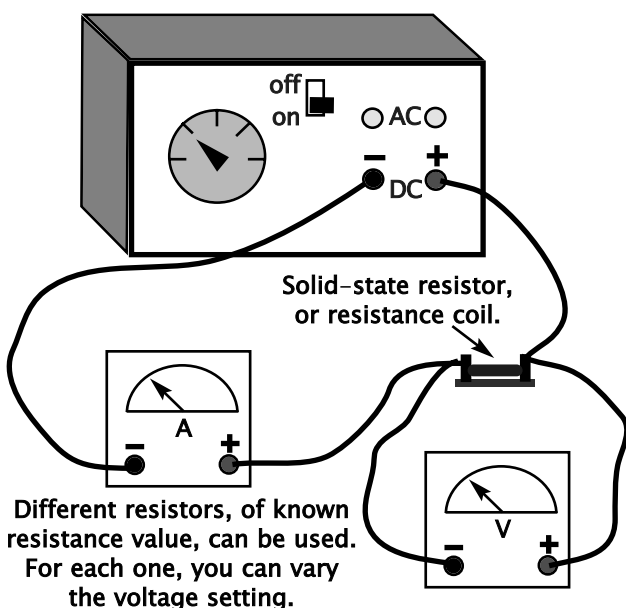 off
on
AC
− +
DC
Solid-state resistor,
or resistance coil.
A
− +
V
− +
Different resistors, of known
resistance value, can be used.
For each one, you can vary
the voltage setting.